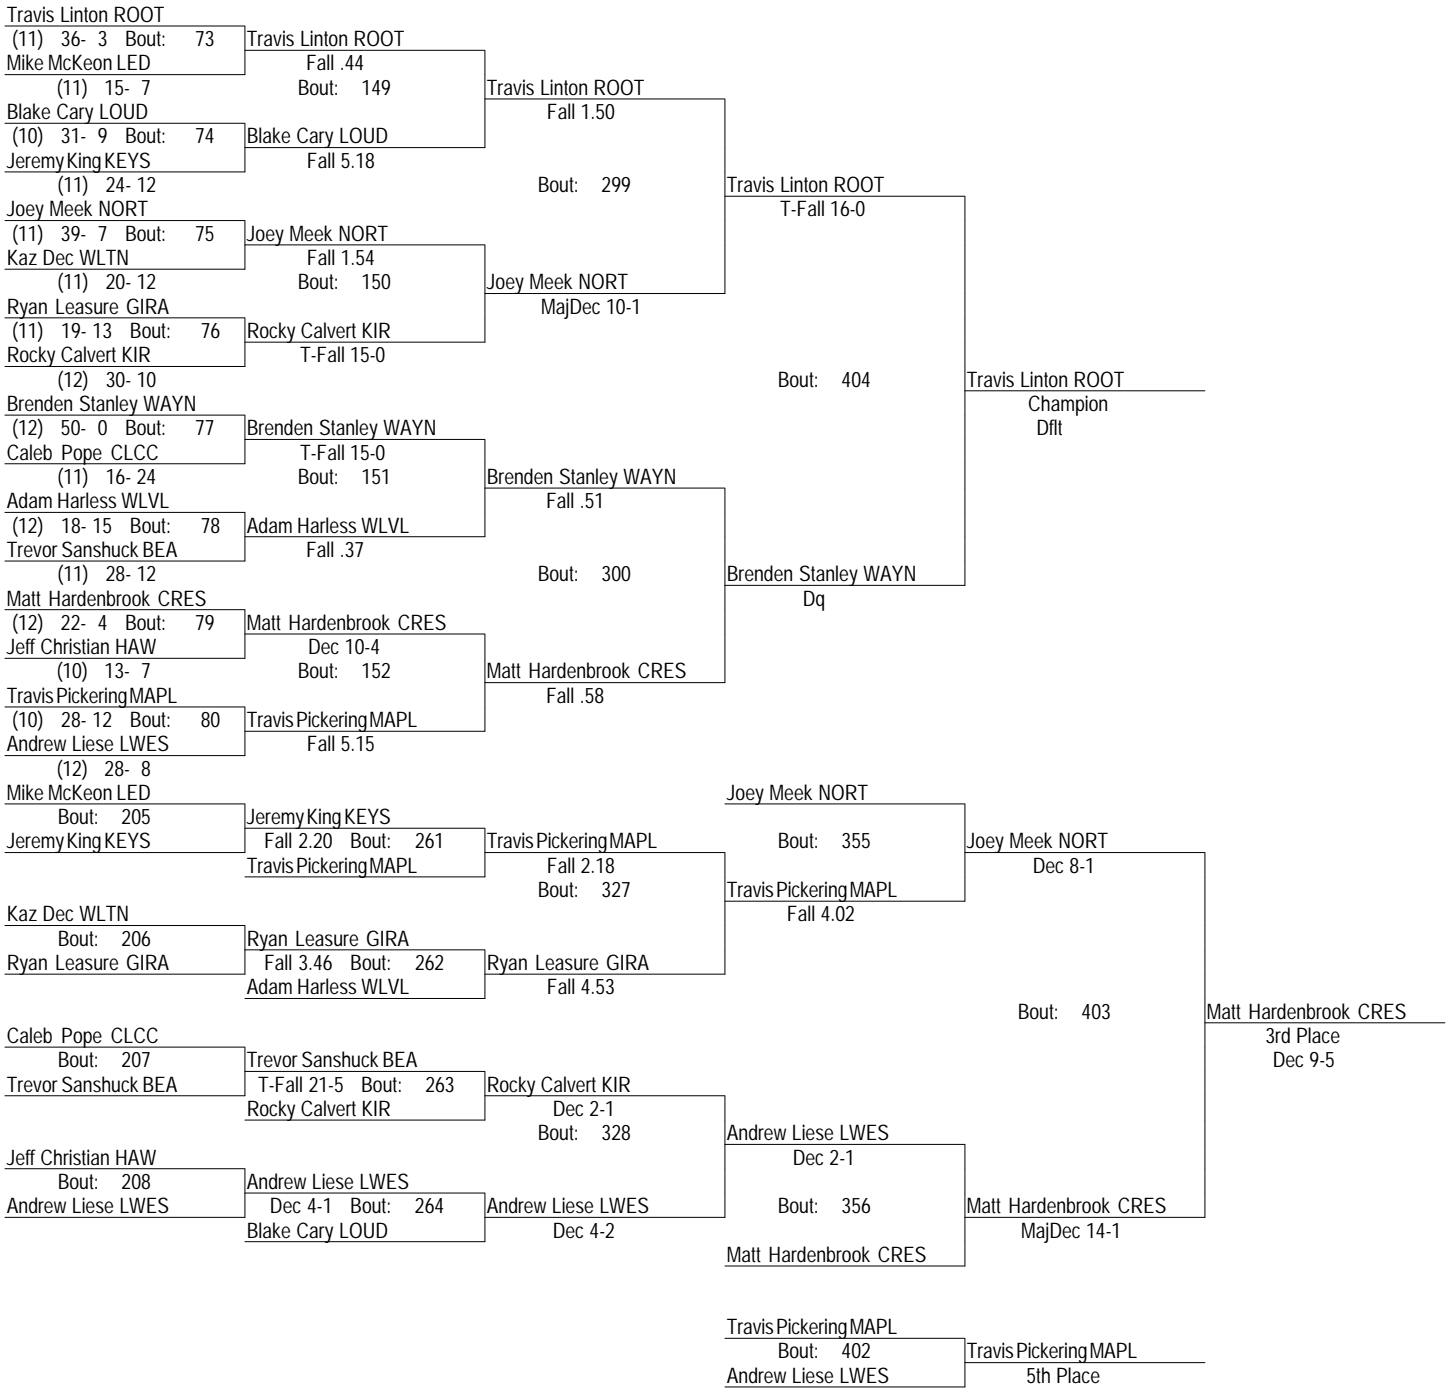 Travis Linton ROOT
(11) 36- 3 Bout: 73 Travis Linton ROOT
Mike McKeon LED Fall .44
(11) 15- 7 Bout: 149 Travis Linton ROOT
Blake Cary LOUD Fall 1.50
(10) 31- 9 Bout: 74 Blake Cary LOUD
Jeremy King KEYS Fall 5.18
(11) 24- 12 Bout: 299 Travis Linton ROOT
Joey Meek NORT T-Fall 16-0
(11) 39- 7 Bout: 75 Joey Meek NORT
Kaz Dec WLTN Fall 1.54
(11) 20- 12 Bout: 150 Joey Meek NORT
Ryan Leasure GIRA MajDec 10-1
(11) 19- 13 Bout: 76 Rocky Calvert KIR
Rocky Calvert KIR T-Fall 15-0
(12) 30- 10 Bout: 404 Travis Linton ROOT
Brenden Stanley WAYN Champion
(12) 50- 0 Bout: 77 Brenden Stanley WAYN Dflt
Caleb Pope CLCC T-Fall 15-0
(11) 16- 24 Bout: 151 Brenden Stanley WAYN
Adam Harless WLVL Fall .51
(12) 18- 15 Bout: 78 Adam Harless WLVL
Trevor Sanshuck BEA Fall .37
(11) 28- 12 Bout: 300 Brenden Stanley WAYN
Matt Hardenbrook CRES Dq
(12) 22- 4 Bout: 79 Matt Hardenbrook CRES
Jeff Christian HAW Dec 10-4
(10) 13- 7 Bout: 152 Matt Hardenbrook CRES
Travis Pickering MAPL Fall .58
(10) 28- 12 Bout: 80 Travis Pickering MAPL
Andrew Liese LWES Fall 5.15
(12) 28- 8
Mike McKeon LED Joey Meek NORT
Bout: 205 Jeremy King KEYS
Jeremy King KEYS Fall 2.20 Bout: 261 Travis Pickering MAPL Bout: 355 Joey Meek NORT
Travis Pickering MAPL Fall 2.18 Dec 8-1
Bout: 327 Travis Pickering MAPL
Kaz Dec WLTN Fall 4.02
Bout: 206 Ryan Leasure GIRA
Ryan Leasure GIRA Fall 3.46 Bout: 262 Ryan Leasure GIRA
Adam Harless WLVL Fall 4.53
Bout: 403 Matt Hardenbrook CRES
Caleb Pope CLCC 3rd Place
Bout: 207 Trevor Sanshuck BEA Dec 9-5
Trevor Sanshuck BEA T-Fall 21-5 Bout: 263 Rocky Calvert KIR
Rocky Calvert KIR Dec 2-1
Bout: 328 Andrew Liese LWES
Jeff Christian HAW Dec 2-1
Bout: 208 Andrew Liese LWES
Andrew Liese LWES Dec 4-1 Bout: 264 Andrew Liese LWES Bout: 356 Matt Hardenbrook CRES
Blake Cary LOUD Dec 4-2 MajDec 14-1
Matt Hardenbrook CRES
Travis Pickering MAPL
Bout: 402 Travis Pickering MAPL
Andrew Liese LWES 5th Place